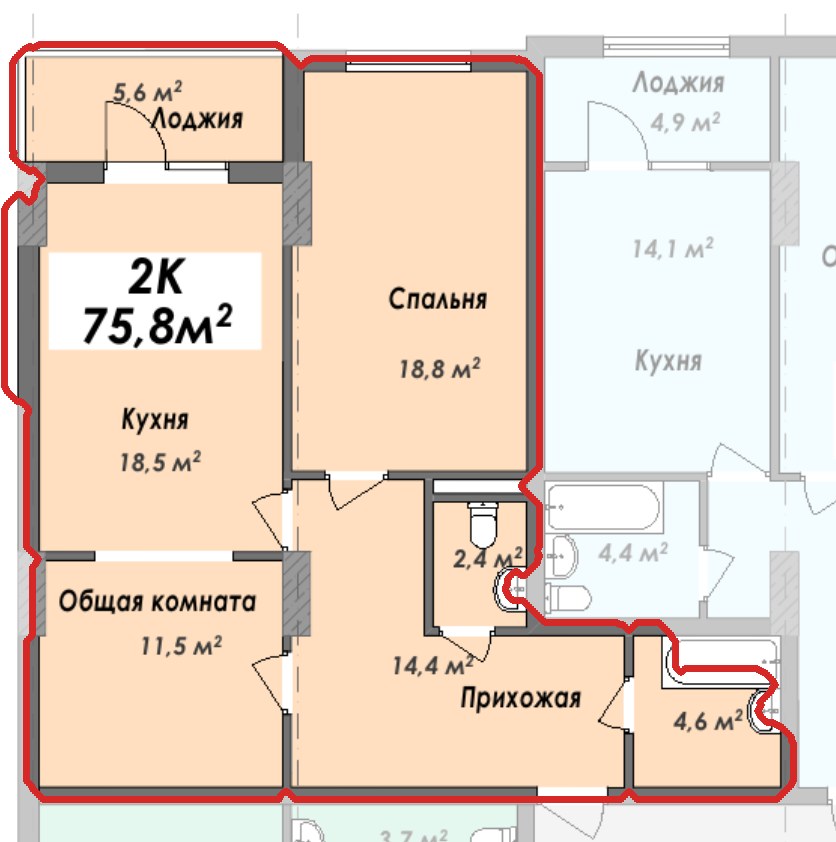 5,6 м²
Лоджия
Лоджия
4,9 м²
2К
75,8м²
14,1 м²
Спальня
18,8 м²
Кухня
Кухня
18,5 м²
2,4 м²
4,4 м²
Общая комната
11,5 м²
14,4 м²
Прихожая
4,6 м²
3,7 м²